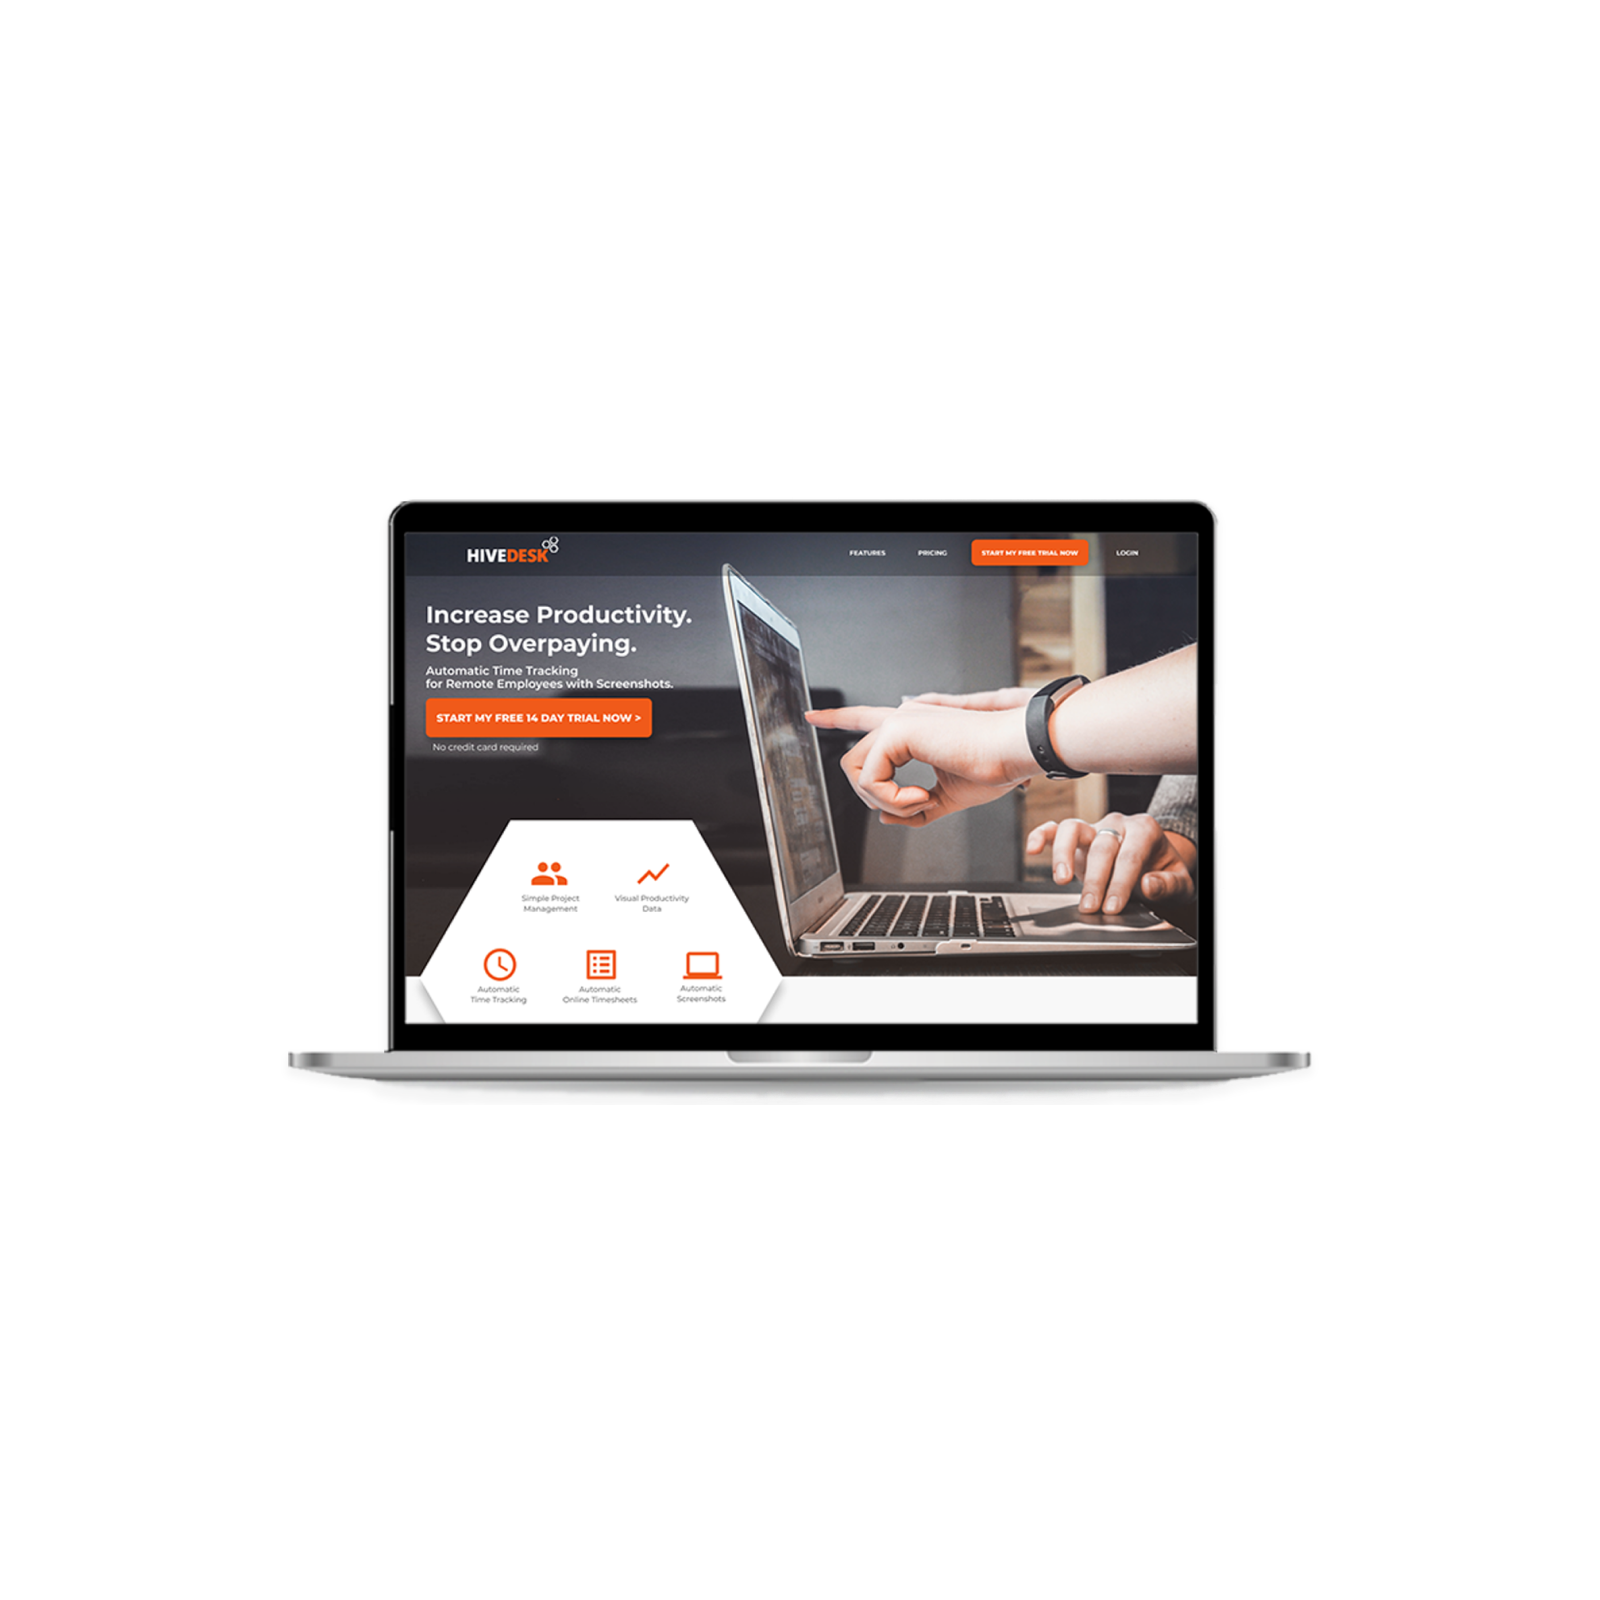 HIVEDESK
FEATURES
PRICING
START MY FREE TRIAL NOW
LOGIN
Increase Productivity.
Stop Overpaying.
Automatic Time Tracking
for Remote Employees with Screenshots.
START MY FREE 14 DAY TRIAL NOW >
No credit card required
Simple Project
Management
Visual Productivity
Data
Automatic
Time Tracking
Automatic
Online Timesheets
Automatic
Screenshots